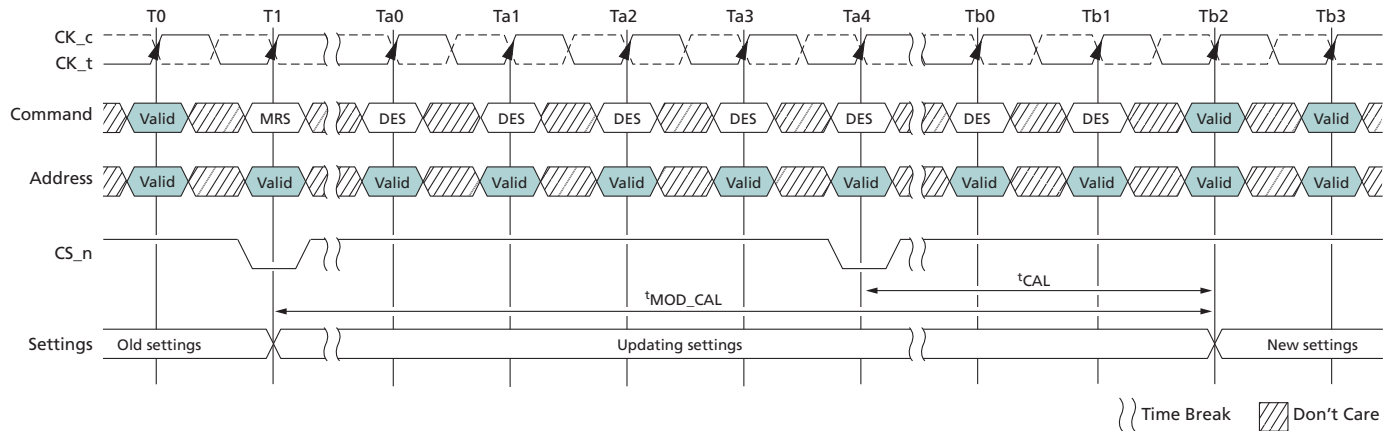 T0 T1 Ta0 Ta1 Ta2 Ta3 Ta4 Tb0 Tb1 Tb2 Tb3
CK_c
CK_t
Command Valid MRS DES DES DES DES DES DES DES Valid Valid
Address Valid Valid Valid Valid Valid Valid Valid Valid Valid Valid Valid
CS_n
tCAL
tMOD_CAL
Settings Old settings Updating settings New settings
Time Break Don't Care